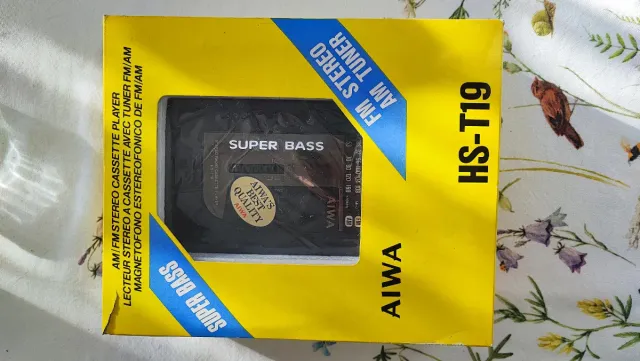 AM/FM STEREO CASSETTE PLAYER
LECTEUR STEREO A CASSETTE AVEC TUNER FM/AM
MAGNETOFONO ESTEREOFONICO DE FM/AM
FM STEREO
AM TUNER
SUPER BASS
AIWA'S
BEST
QUALITY
AIWA
AIWA
SUPER BASS
AIWA
HS-T19